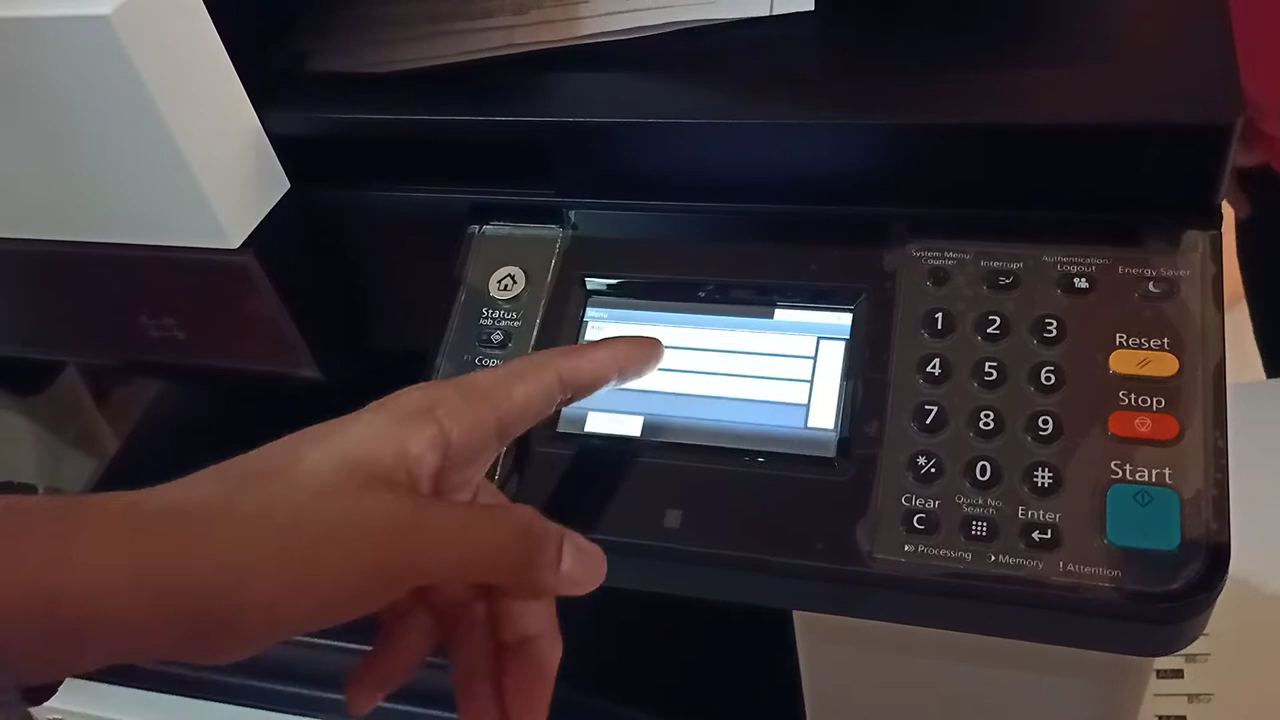 Status/
Job Cancel
Copy
Menu
System Menu/
Counter
Interrupt
Authentication/
Logout
Energy Saver
1
2
3
Reset
4
5
6
Stop
7
8
9
*/.
0
#
Start
Clear
C
Quick No.
Search
Enter
Processing
Memory
! Attention